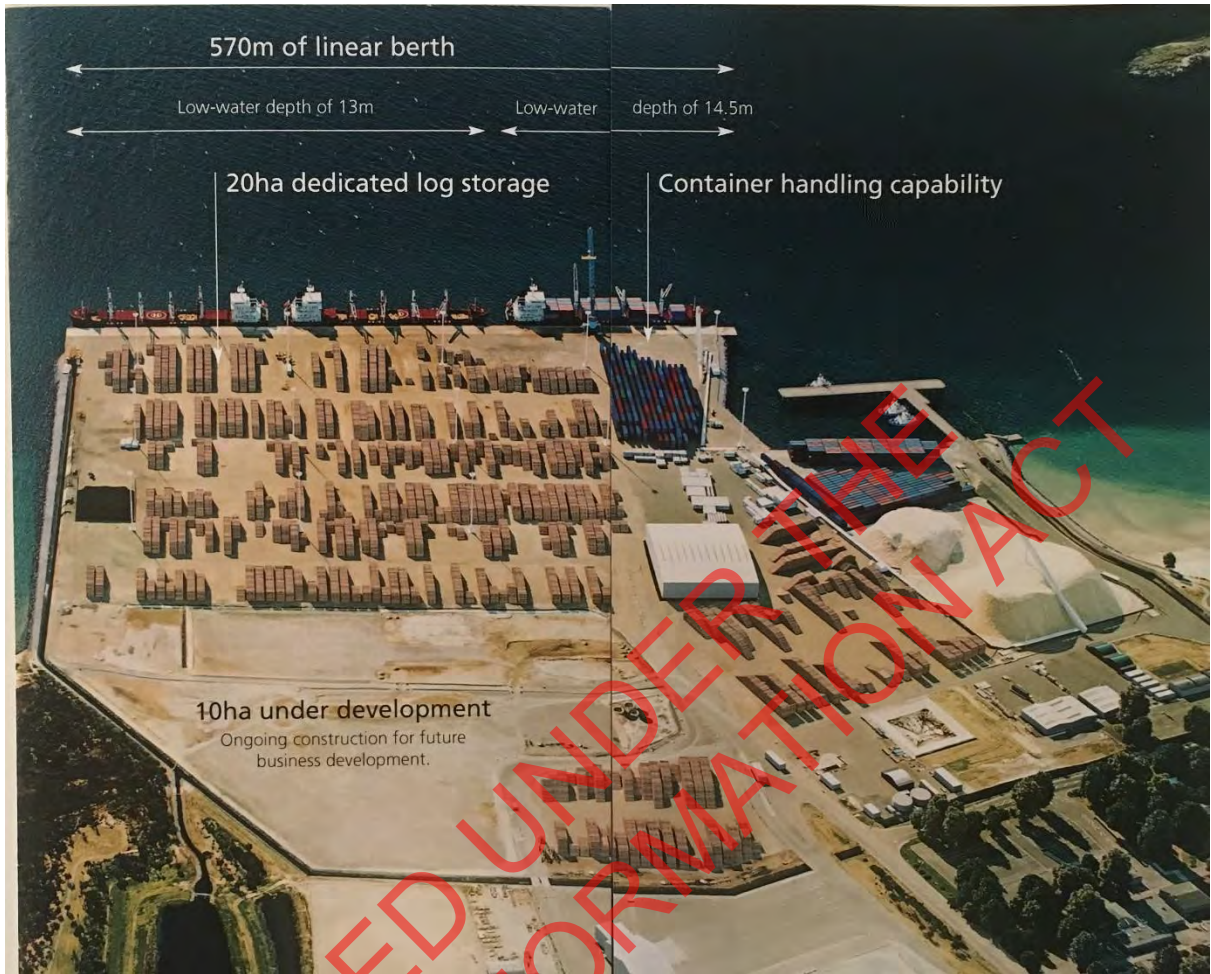 570m of linear berth
Low-water depth of 13m
Low-water depth of 14.5m
20ha dedicated log storage
Container handling capability
10ha under development
Ongoing construction for future
business development.
ED UNDER THE
ORMATION ACT